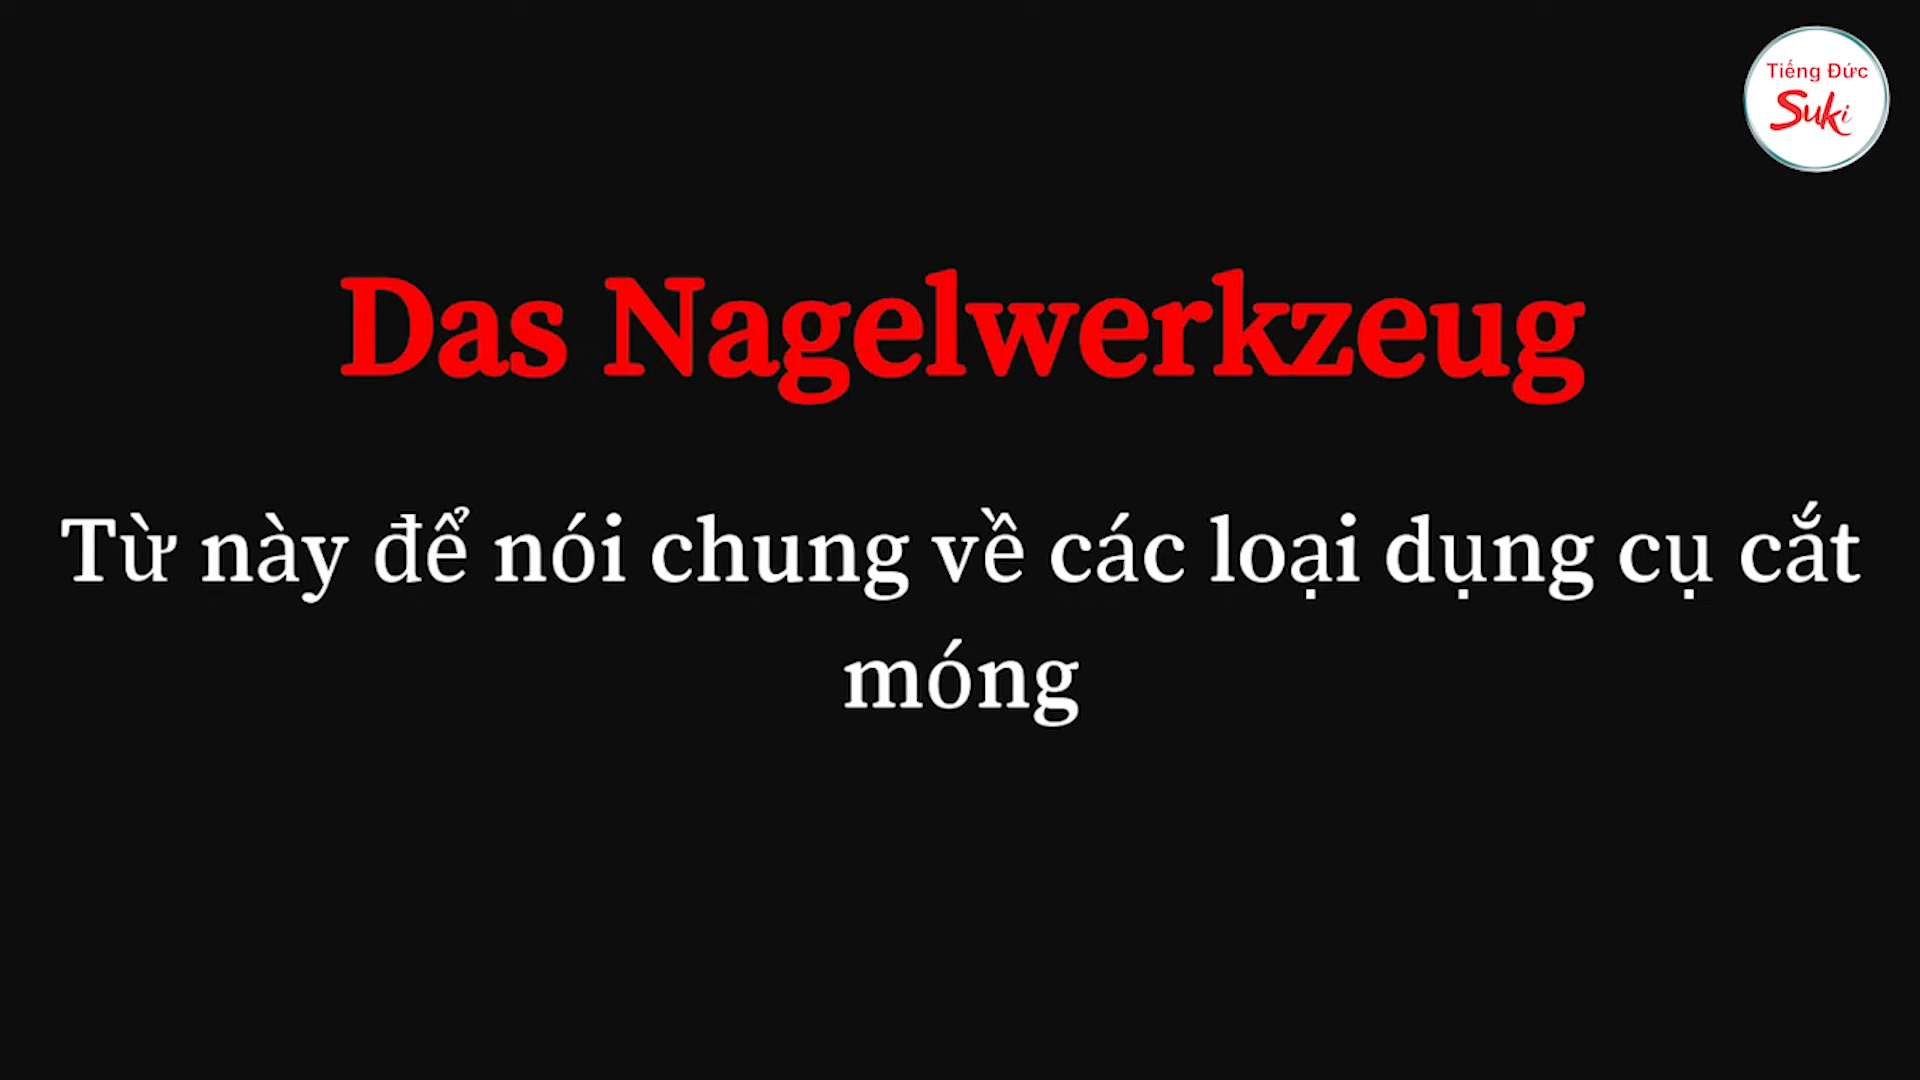 Tiếng Đức
Suki
Das Nagelwerkzeug
Từ này để nói chung về các loại dụng cụ cắt
móng